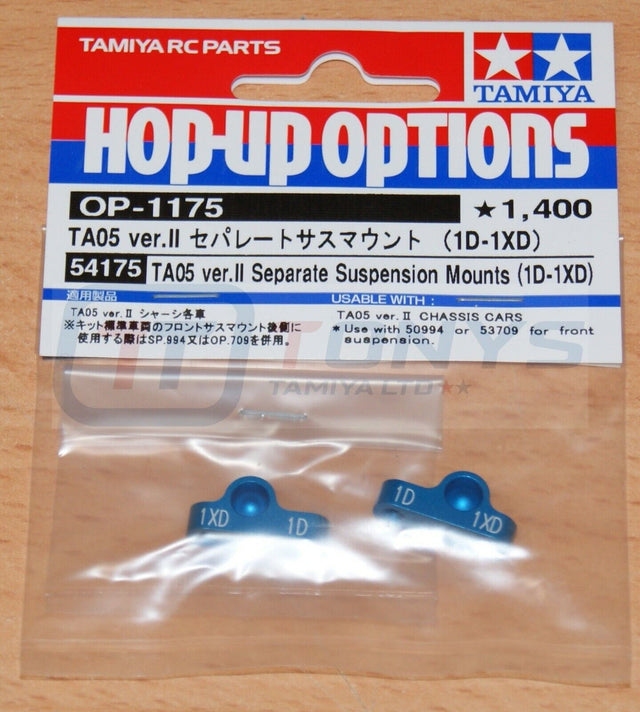 TAMIYA RC PARTS
TAMIYA
HOP-UP OPTIONS
OP-1175 ★1,400
TA05 ver.II セパレートサスマウント (1D-1XD)
54175 TA05 ver.II Separate Suspension Mounts (1D-1XD)
適用製品
TA05 ver.II シャーシ各車
※キット標準車両のフロントサスマウント後側に
使用する際はSP.994又はOP.709を併用。
USABLE WITH :
TA05 ver.II CHASSIS CARS
* Use with 50994 or 53709 for front
suspension.
TONYS
TAMIYA LTD★★
1XD 1D
1D 1XD